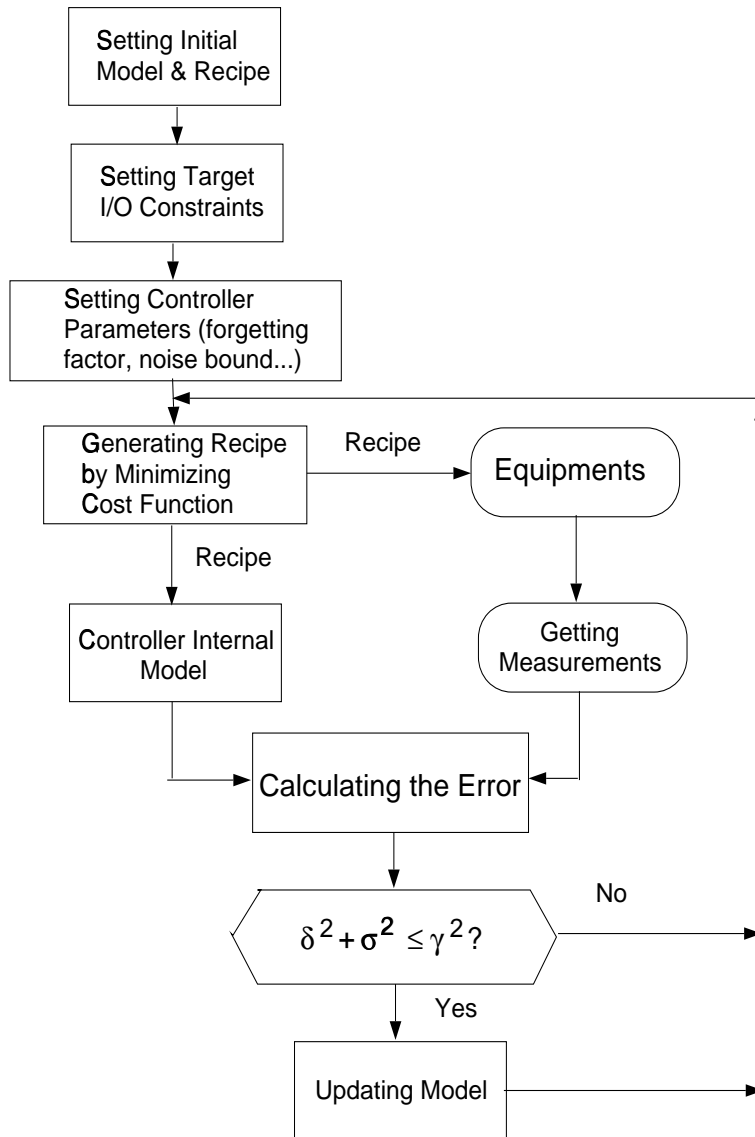 Setting Initial
Model & Recipe
Setting Target
I/O Constraints
Setting Controller
Parameters (forgetting
factor, noise bound...)
Generating Recipe
by Minimizing
Cost Function
Recipe
Equipments
Recipe
Controller Internal
Model
Getting
Measurements
Calculating the Error
δ² + σ² ≤ γ² ?
No
Yes
Updating Model